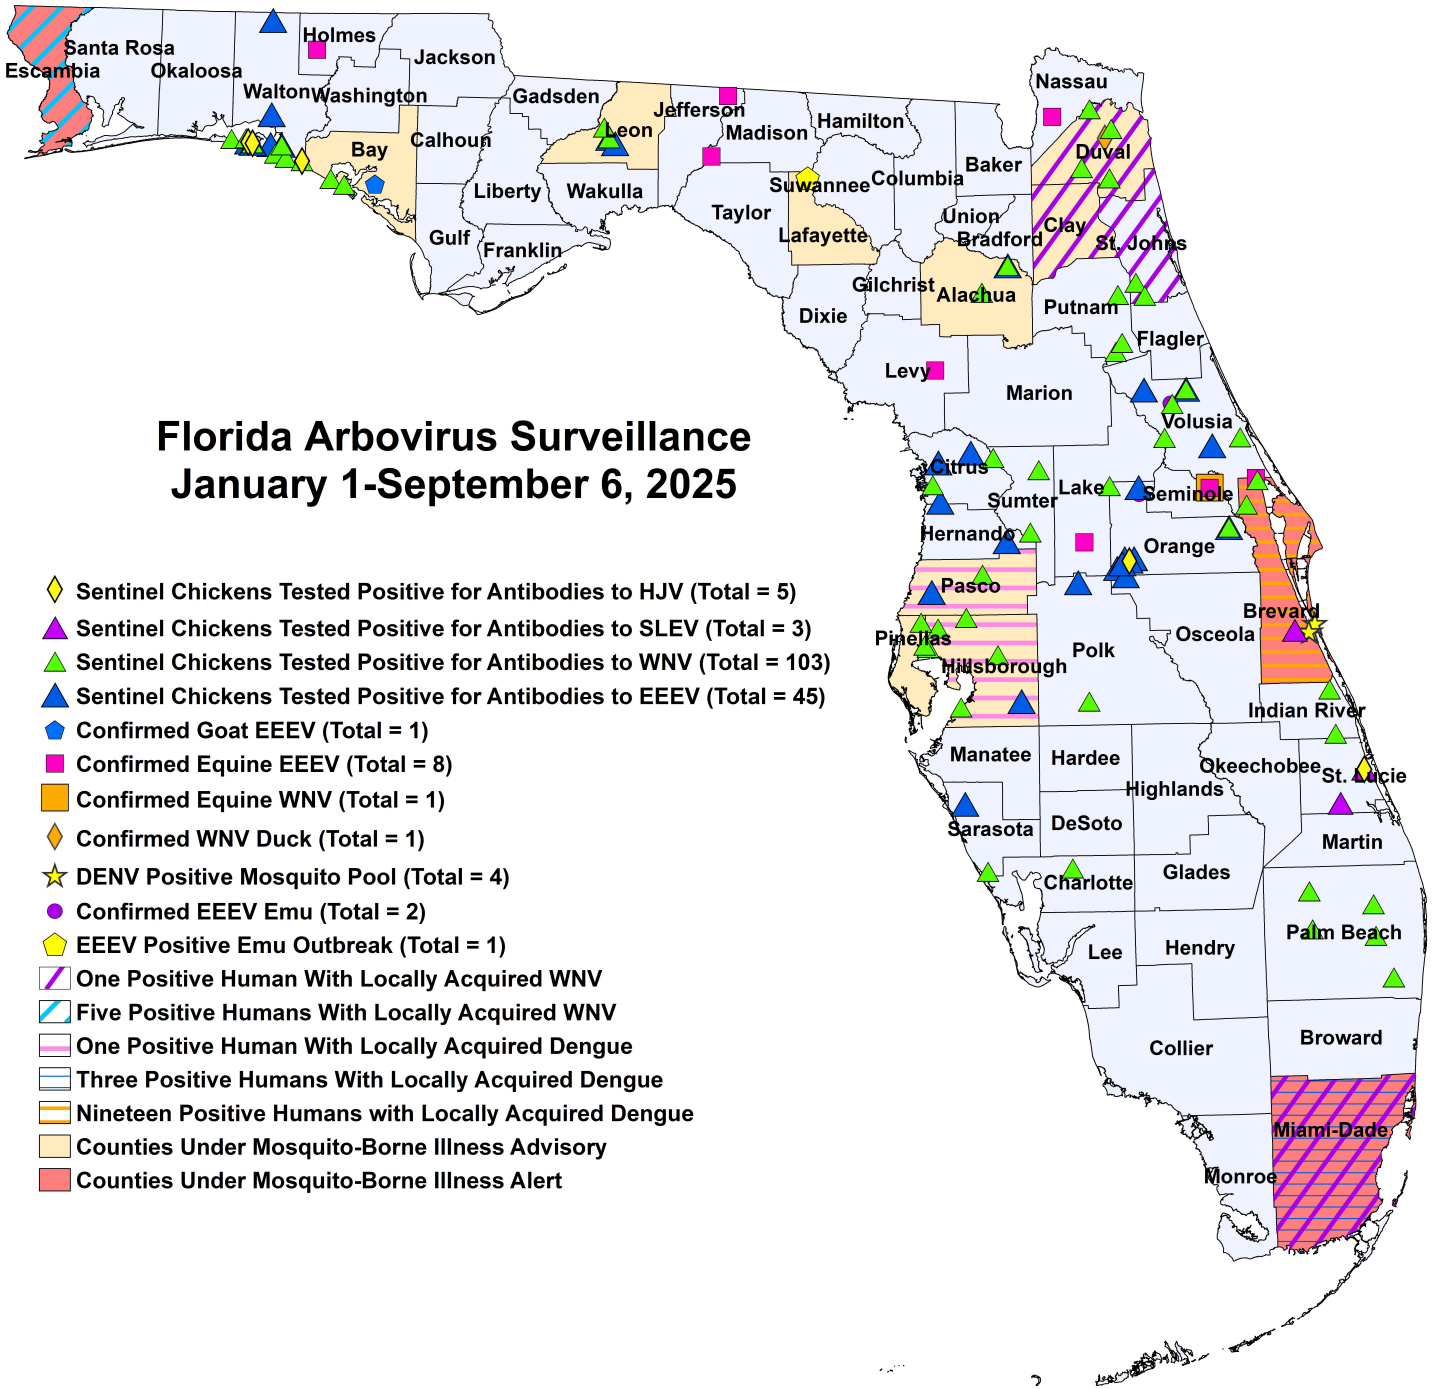 Holmes
Santa Rosa
Jackson
Escambia
Okaloosa
Walton
Washington
Gadsden
Jefferson
Nassau
Leon
Madison
Hamilton
Calhoun
Bay
Duval
Baker
Columbia
Suwannee
Liberty
Wakulla
Taylor
Union
Clay
Lafayette
Bradford
St. Johns
Gulf
Franklin
Gilchrist
Alachua
Putnam
Dixie
Flagler
Levy
Marion
Volusia
Florida Arbovirus Surveillance
January 1-September 6, 2025
Citrus
Lake
Seminole
Sumter
Hernando
Orange
Pasco
Brevard
Osceola
Pinellas
Polk
Hillsborough
Indian River
Manatee
Hardee
Okeechobee
St. Lucie
Highlands
Sarasota
DeSoto
Martin
Glades
Charlotte
Palm Beach
Hendry
Lee
Broward
Collier
Miami-Dade
Monroe
Sentinel Chickens Tested Positive for Antibodies to HJV (Total = 5)
Sentinel Chickens Tested Positive for Antibodies to SLEV (Total = 3)
Sentinel Chickens Tested Positive for Antibodies to WNV (Total = 103)
Sentinel Chickens Tested Positive for Antibodies to EEEV (Total = 45)
Confirmed Goat EEEV (Total = 1)
Confirmed Equine EEEV (Total = 8)
Confirmed Equine WNV (Total = 1)
Confirmed WNV Duck (Total = 1)
DENV Positive Mosquito Pool (Total = 4)
Confirmed EEEV Emu (Total = 2)
EEEV Positive Emu Outbreak (Total = 1)
One Positive Human With Locally Acquired WNV
Five Positive Humans With Locally Acquired WNV
One Positive Human With Locally Acquired Dengue
Three Positive Humans With Locally Acquired Dengue
Nineteen Positive Humans with Locally Acquired Dengue
Counties Under Mosquito-Borne Illness Advisory
Counties Under Mosquito-Borne Illness Alert